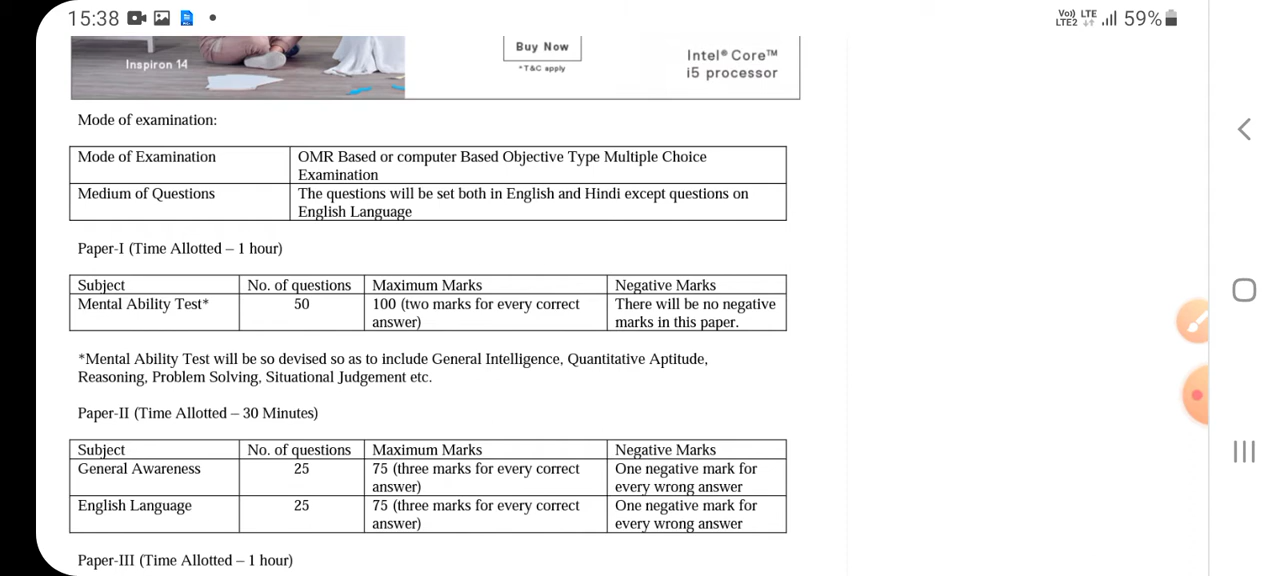 15:38
Vo)) LTE
LTE2
59%
Buy Now
*T&C apply
Inspiron 14
Intel® Core™
i5 processor
Mode of examination:
Mode of Examination OMR Based or computer Based Objective Type Multiple Choice
Examination
Medium of Questions The questions will be set both in English and Hindi except questions on
English Language
Paper-I (Time Allotted – 1 hour)
Subject No. of questions Maximum Marks Negative Marks
Mental Ability Test* 50 100 (two marks for every correct There will be no negative
answer) marks in this paper.
*Mental Ability Test will be so devised so as to include General Intelligence, Quantitative Aptitude,
Reasoning, Problem Solving, Situational Judgement etc.
Paper-II (Time Allotted – 30 Minutes)
Subject No. of questions Maximum Marks Negative Marks
General Awareness 25 75 (three marks for every correct One negative mark for
answer) every wrong answer
English Language 25 75 (three marks for every correct One negative mark for
answer) every wrong answer
Paper-III (Time Allotted – 1 hour)